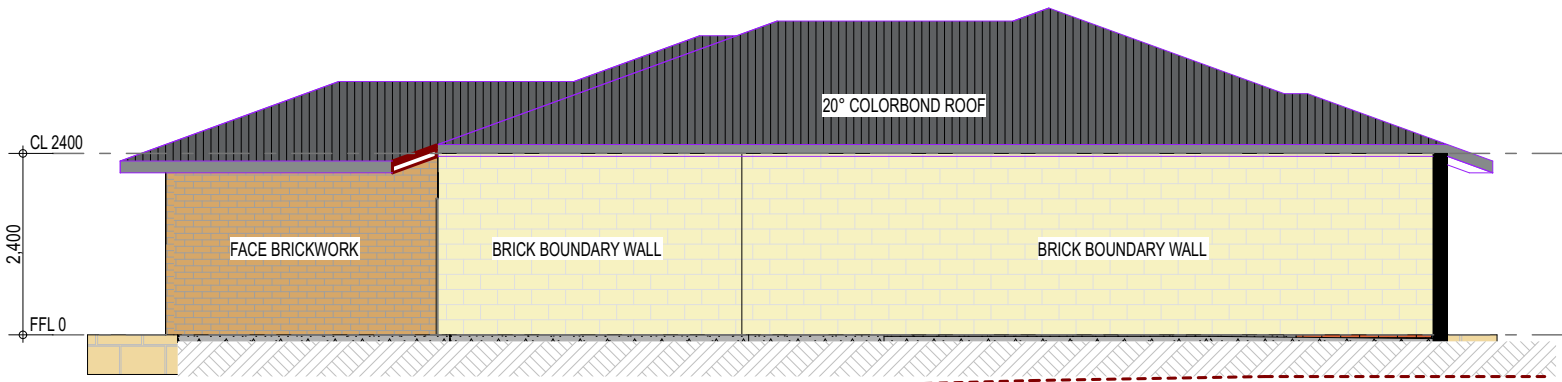 20° COLORBOND ROOF
CL 2400
2,400
FACE BRICKWORK
BRICK BOUNDARY WALL
BRICK BOUNDARY WALL
FFL 0